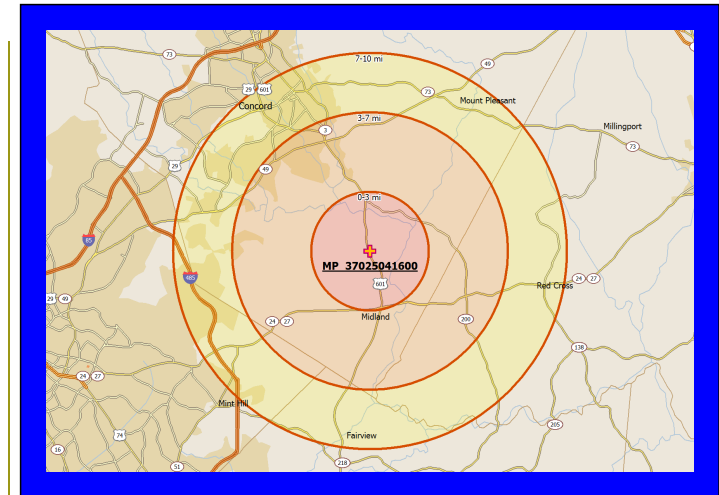 7-10 mi
73
49
29 601
73
Concord
Mount Pleasant
3-7 mi
3
Millingport
73
29
49
0-3 mi
85
MP_37025041600
485
601
24 27
Red Cross
29 49
Midland
24 27
200
138
24 27
Mint Hill
205
74
Fairview
16
218
51